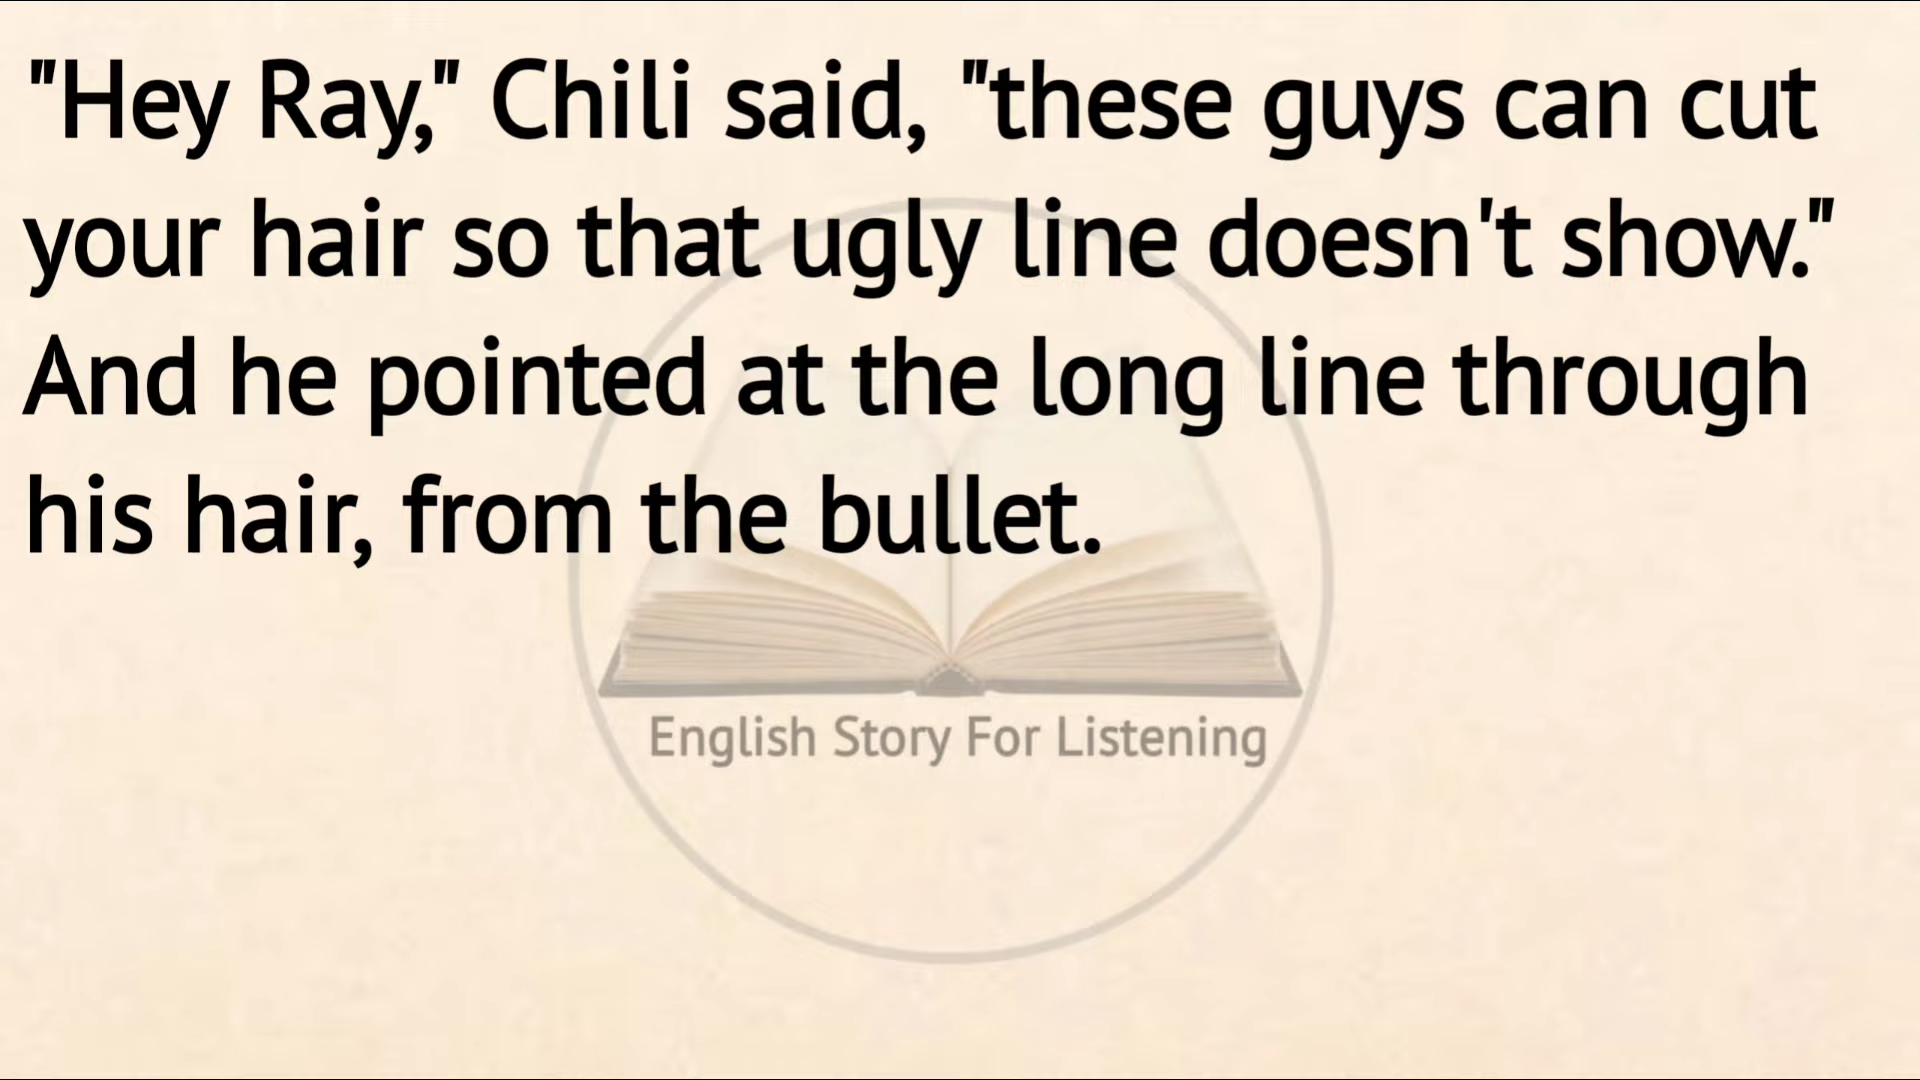 "Hey Ray," Chili said, "these guys can cut
your hair so that ugly line doesn't show."
And he pointed at the long line through
his hair, from the bullet.
English Story For Listening